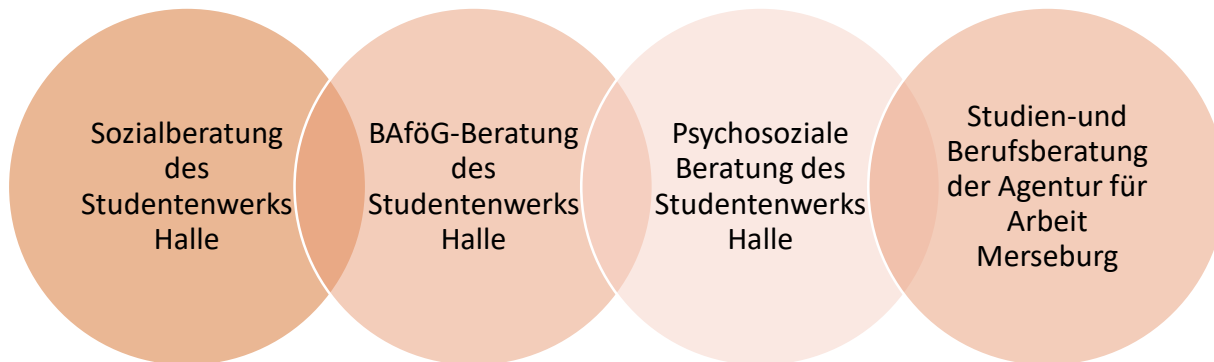 Sozialberatung
des
Studentenwerks
Halle
BAföG-Beratung
des
Studentenwerks
Halle
Psychosoziale
Beratung des
Studentenwerks
Halle
Studien-und
Berufsberatung
der Agentur für
Arbeit
Merseburg